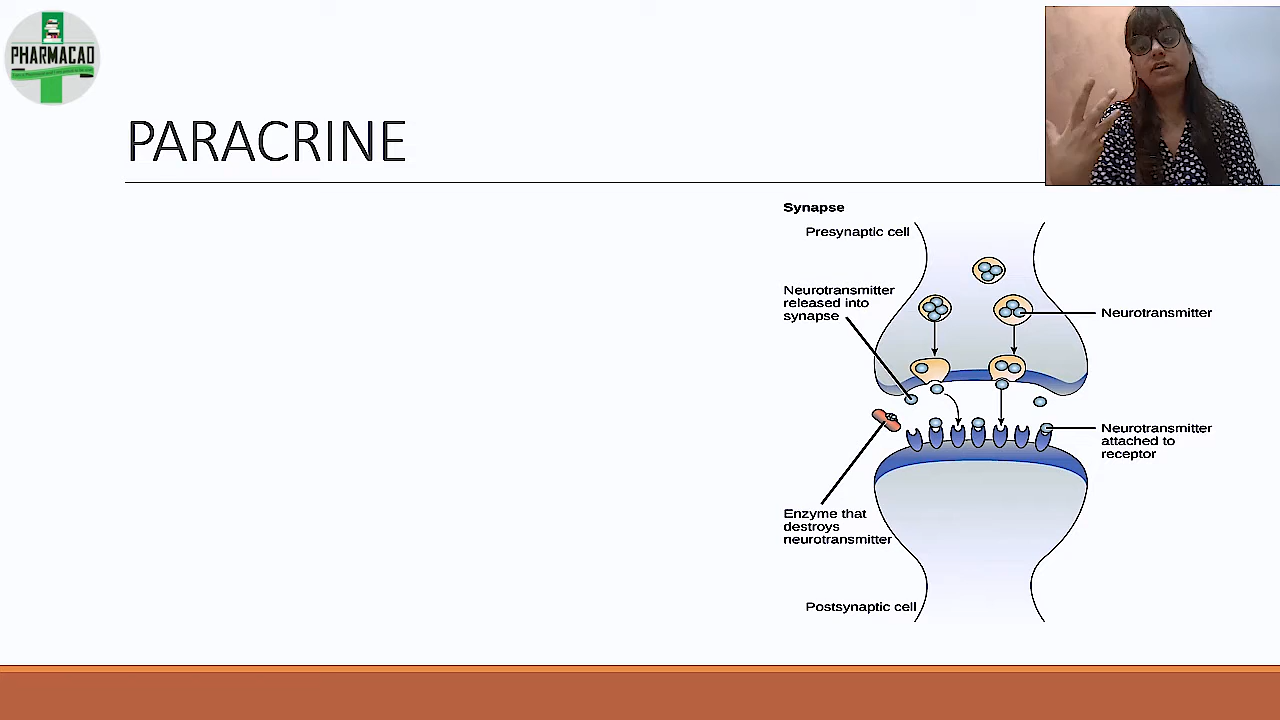 PHARMACAD
PARACRINE
Synapse
Presynaptic cell
Neurotransmitter
released into
synapse
Neurotransmitter
Neurotransmitter
attached to
receptor
Enzyme that
destroys
neurotransmitter
Postsynaptic cell